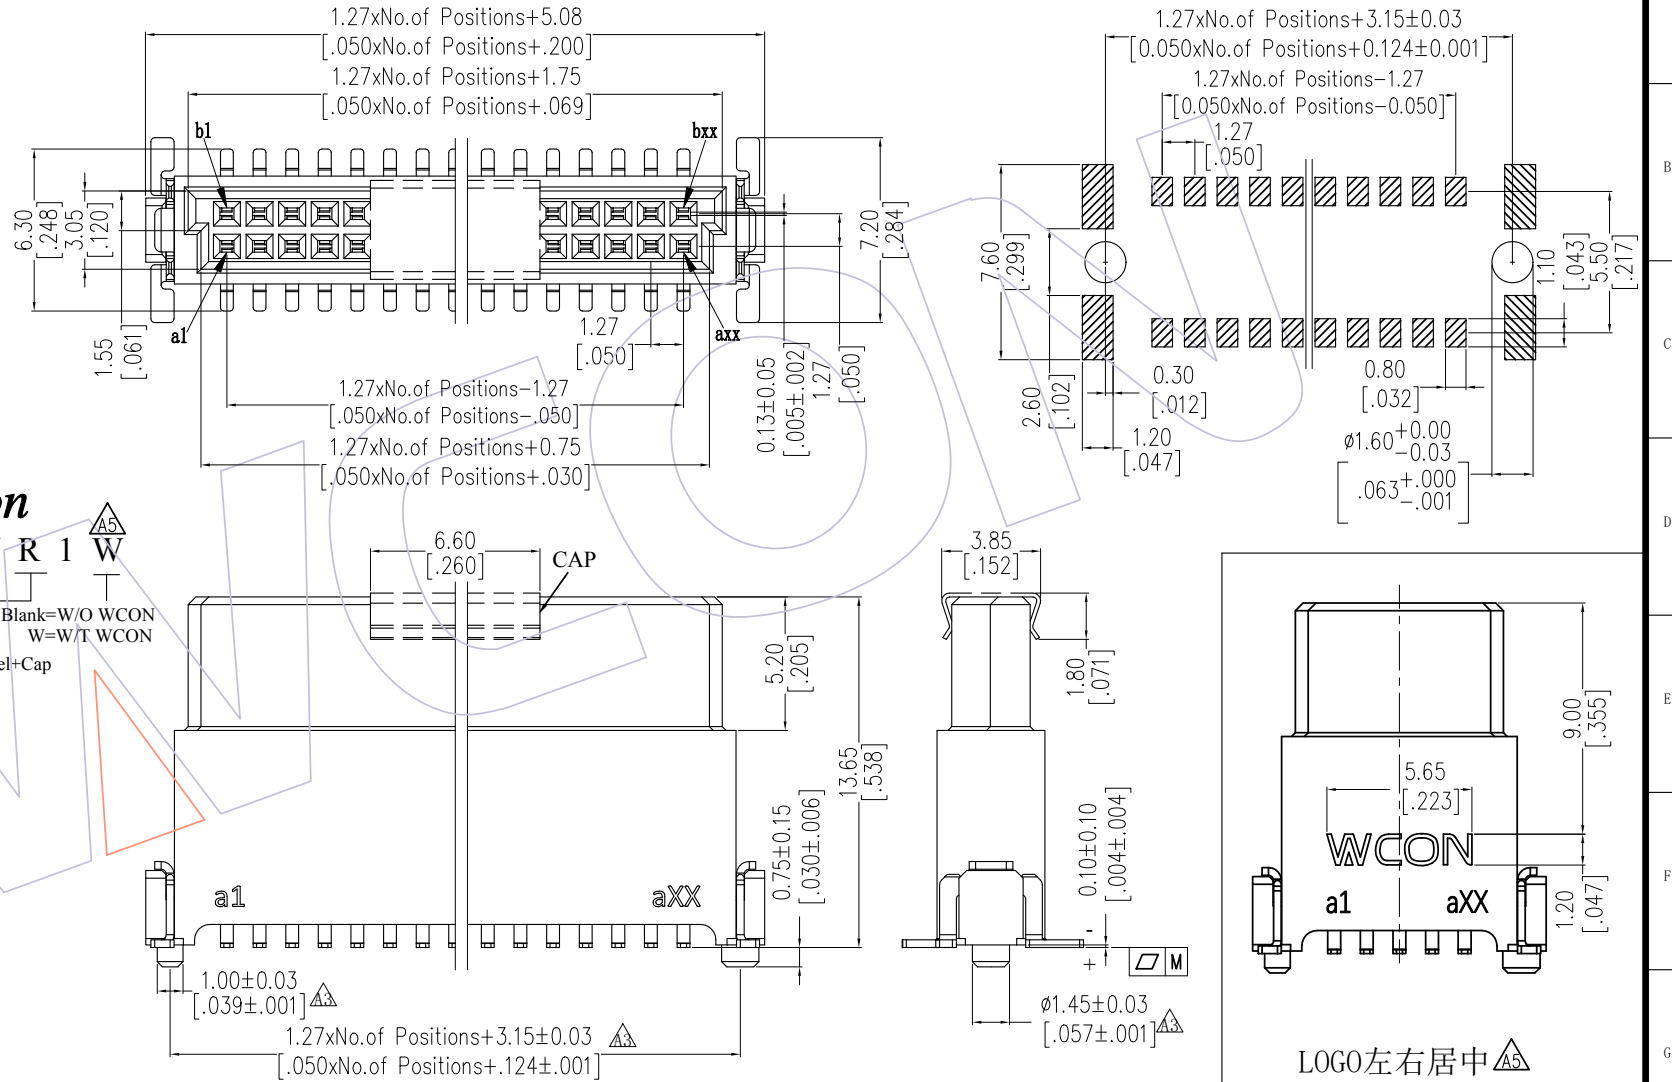 1.27xNo.of Positions+5.08
[.050xNo.of Positions+.200]
1.27xNo.of Positions+1.75
[.050xNo.of Positions+.069]
b1
bxx
6.30
[.248]
3.05
[.120]
1.55
[.061]
a1
axx
7.20
[.284]
1.27
[.050]
0.13±0.05
[.005±.002]
1.27
[.050]
1.27xNo.of Positions-1.27
[.050xNo.of Positions-.050]
1.27xNo.of Positions+0.75
[.050xNo.of Positions+.030]
1.27xNo.of Positions+3.15±0.03
[0.050xNo.of Positions+0.124±0.001]
1.27xNo.of Positions-1.27
[0.050xNo.of Positions-0.050]
1.27
[.050]
7.60
[.299]
2.60
[.102]
0.30
[.012]
1.20
[.047]
0.80
[.032]
1.10
[.043]
5.50
[.217]
ø1.60+0.00
-0.03
[.063+.000
-.001]
on
A5
R 1 W
Blank=W/O WCON
W=W/T WCON
el+Cap
6.60
[.260]
CAP
5.20
[.205]
13.65
[.538]
0.75±0.15
[.030±.006]
a1
aXX
1.00±0.03
[.039±.001] A3
1.27xNo.of Positions+3.15±0.03 A3
[.050xNo.of Positions+.124±.001]
3.85
[.152]
1.80
[.071]
0.10±0.10
[.004±.004]
-
+
M
ø1.45±0.03
[.057±.001] A3
9.00
[.355]
5.65
[.223]
WCON
a1
aXX
1.20
[.047]
LOGO左右居中 A5
B
C
D
E
F
G
WCON